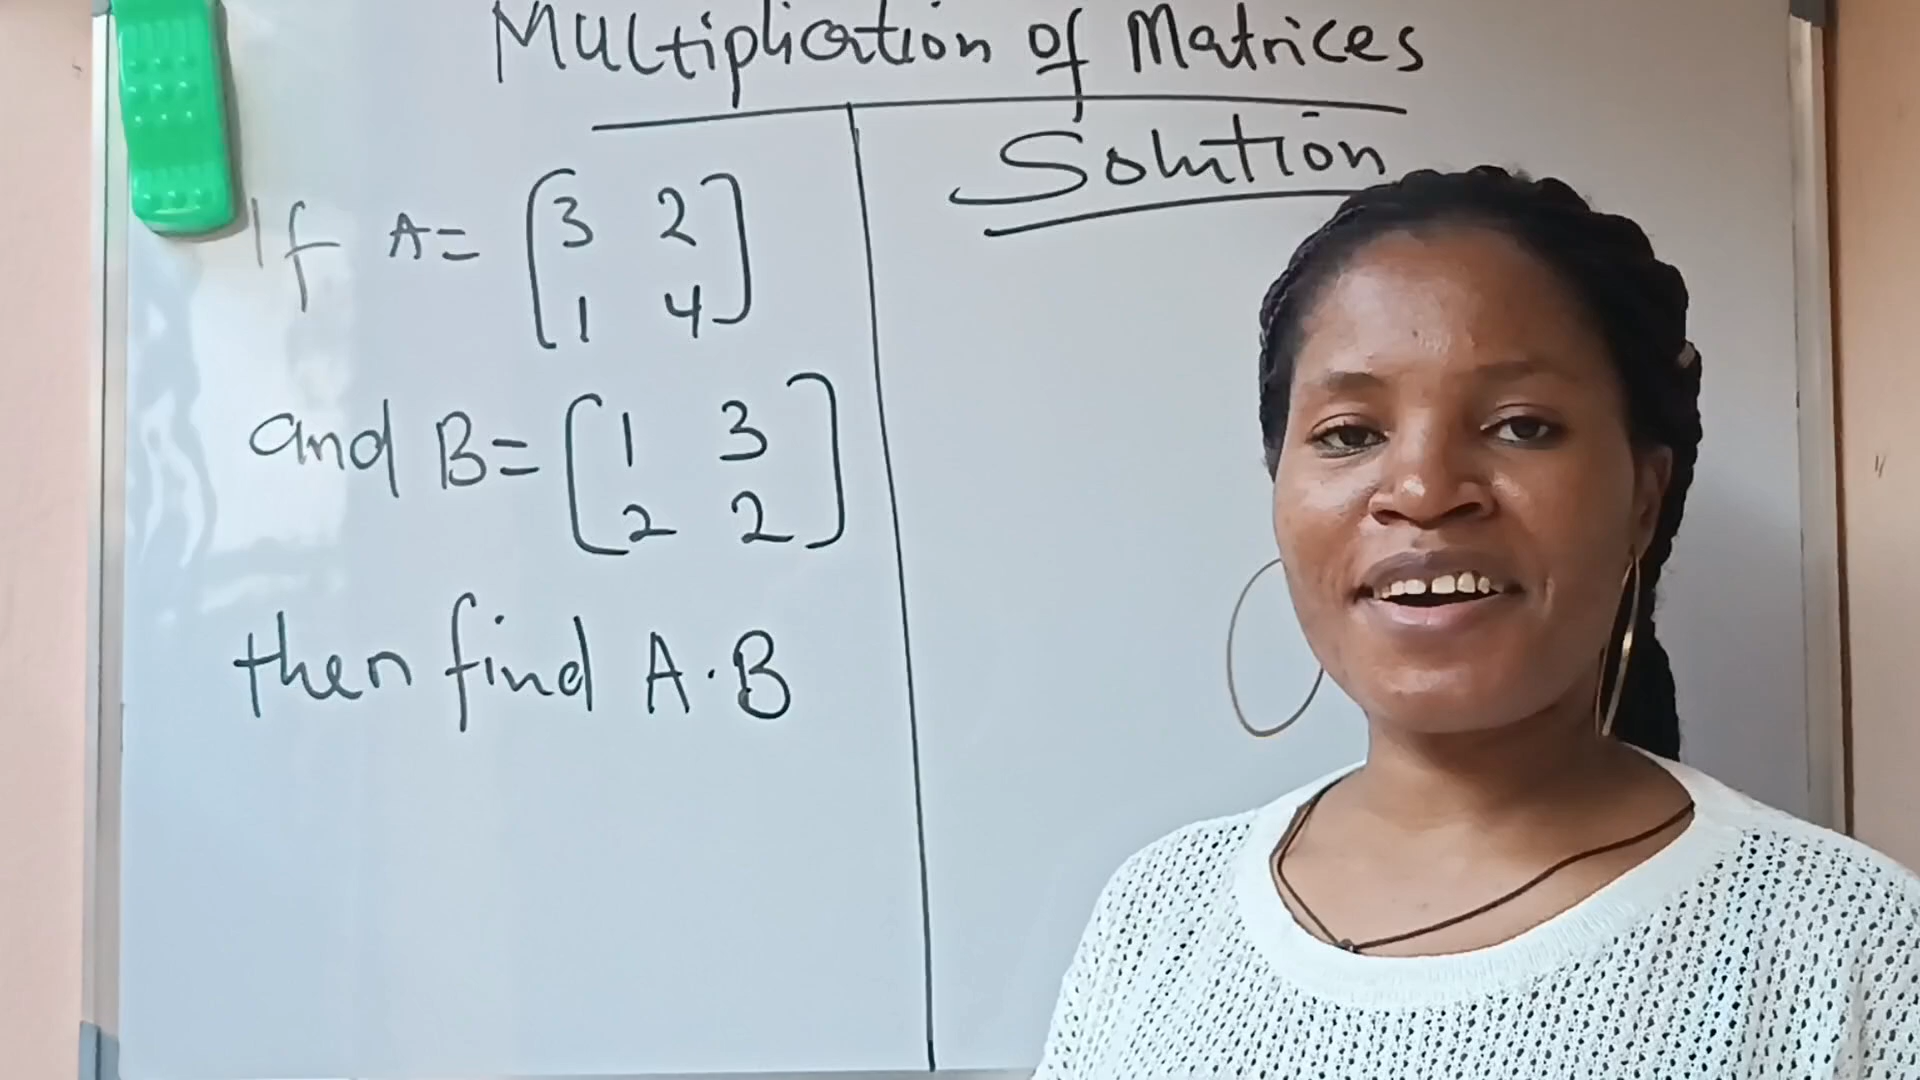 Multiplication of Matrices
Solution
If A= [3 2
1 4]
and B= [1 3
2 2]
then find A·B